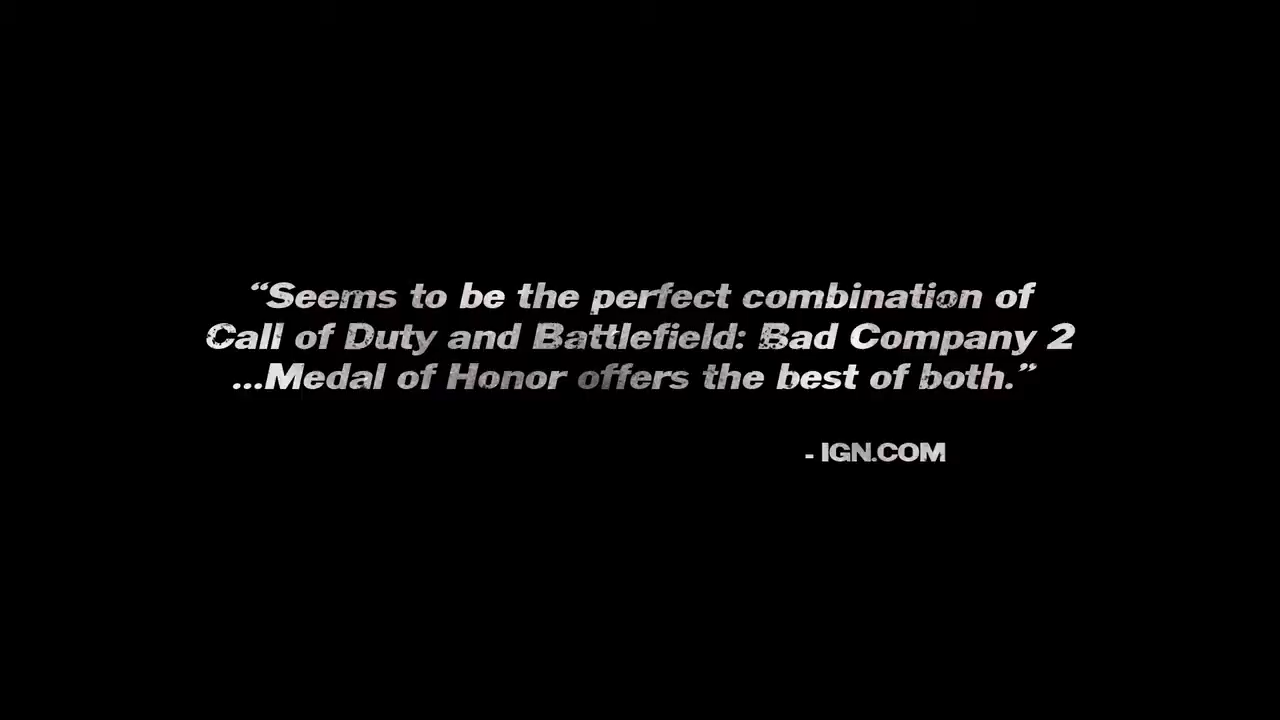 “Seems to be the perfect combination of
Call of Duty and Battlefield: Bad Company 2
...Medal of Honor offers the best of both.”
- IGN.COM